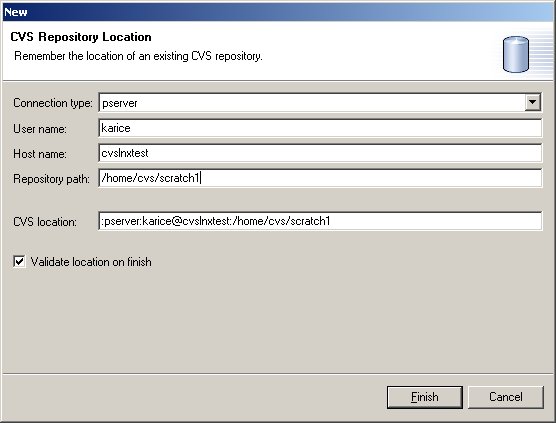 New
CVS Repository Location
Remember the location of an existing CVS repository.
Connection type: pserver
User name: karice
Host name: cvslnxtest
Repository path: /home/cvs/scratch1
CVS location: :pserver:karice@cvslnxtest:/home/cvs/scratch1
Validate location on finish
Finish Cancel